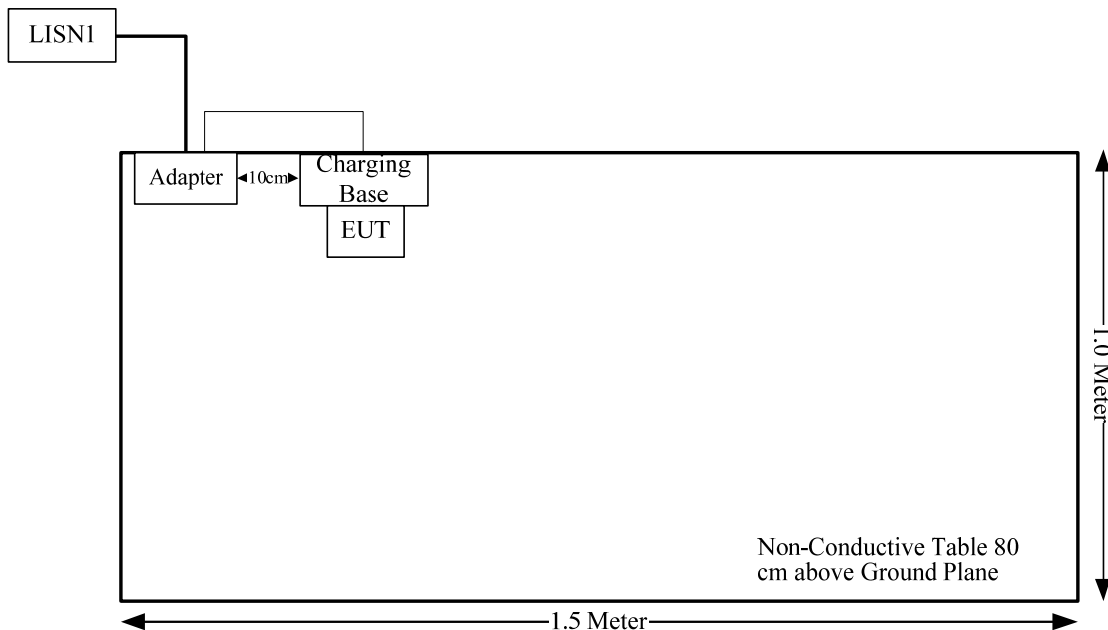 LISN1
Adapter
10cm
Charging
Base
EUT
1.0 Meter
Non-Conductive Table 80
cm above Ground Plane
1.5 Meter